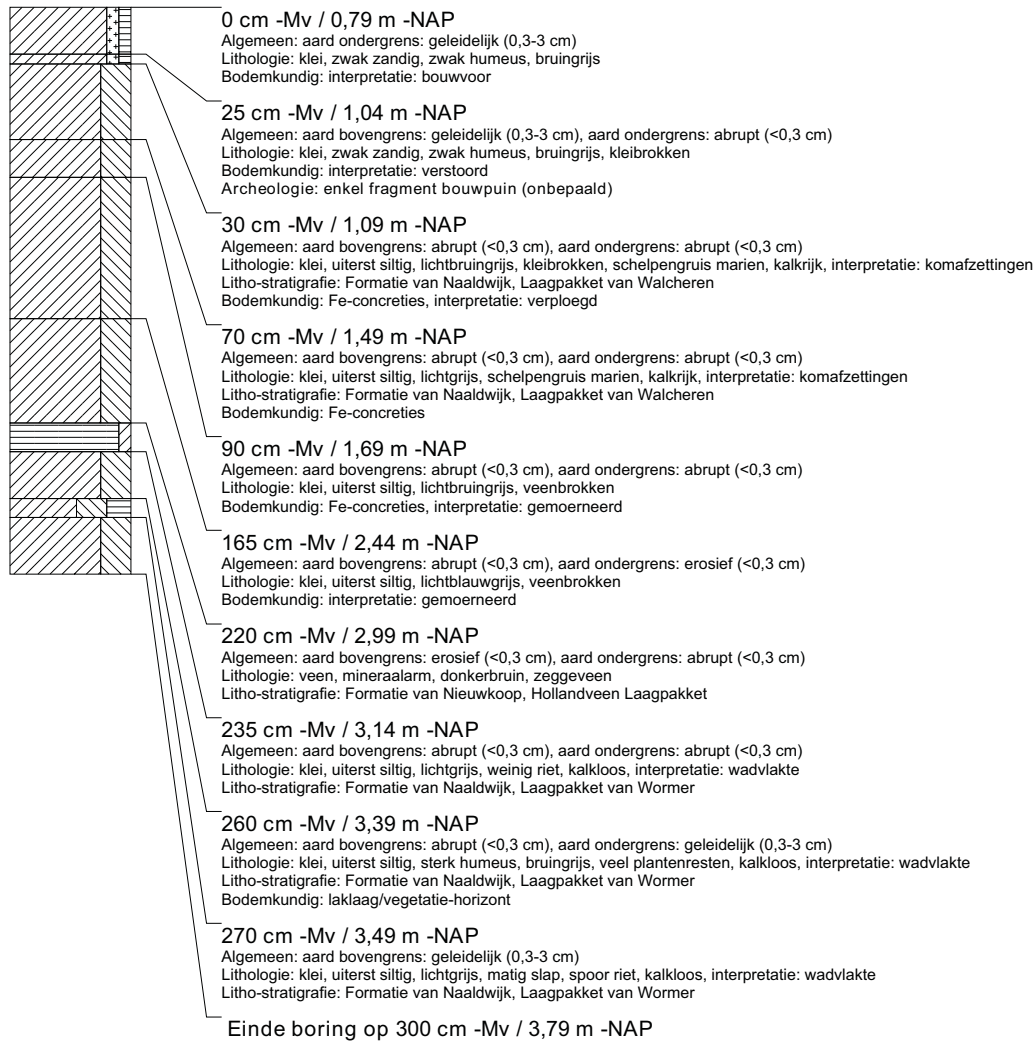 0 cm -Mv / 0,79 m -NAP
Algemeen: aard ondergrens: geleidelijk (0,3-3 cm)
Lithologie: klei, zwak zandig, zwak humeus, bruingrijs
Bodemkundig: interpretatie: bouwvoor
25 cm -Mv / 1,04 m -NAP
Algemeen: aard bovengrens: geleidelijk (0,3-3 cm), aard ondergrens: abrupt (<0,3 cm)
Lithologie: klei, zwak zandig, zwak humeus, bruingrijs, kleibrokken
Bodemkundig: interpretatie: verstoord
Archeologie: enkel fragment bouwpuin (onbepaald)
30 cm -Mv / 1,09 m -NAP
Algemeen: aard bovengrens: abrupt (<0,3 cm), aard ondergrens: abrupt (<0,3 cm)
Lithologie: klei, uiterst siltig, lichtbruingrijs, kleibrokken, schelpengruis marien, kalkrijk, interpretatie: komafzettingen
Litho-stratigrafie: Formatie van Naaldwijk, Laagpakket van Walcheren
Bodemkundig: Fe-concreties, interpretatie: verploegd
70 cm -Mv / 1,49 m -NAP
Algemeen: aard bovengrens: abrupt (<0,3 cm), aard ondergrens: abrupt (<0,3 cm)
Lithologie: klei, uiterst siltig, lichtgrijs, schelpengruis marien, kalkrijk, interpretatie: komafzettingen
Litho-stratigrafie: Formatie van Naaldwijk, Laagpakket van Walcheren
Bodemkundig: Fe-concreties
90 cm -Mv / 1,69 m -NAP
Algemeen: aard bovengrens: abrupt (<0,3 cm), aard ondergrens: abrupt (<0,3 cm)
Lithologie: klei, uiterst siltig, lichtbruingrijs, veenbrokken
Bodemkundig: Fe-concreties, interpretatie: gemoerneerd
165 cm -Mv / 2,44 m -NAP
Algemeen: aard bovengrens: abrupt (<0,3 cm), aard ondergrens: erosief (<0,3 cm)
Lithologie: klei, uiterst siltig, lichtblauwgrijs, veenbrokken
Bodemkundig: interpretatie: gemoerneerd
220 cm -Mv / 2,99 m -NAP
Algemeen: aard bovengrens: erosief (<0,3 cm), aard ondergrens: abrupt (<0,3 cm)
Lithologie: veen, mineraalarm, donkerbruin, zeggeveen
Litho-stratigrafie: Formatie van Nieuwkoop, Hollandveen Laagpakket
235 cm -Mv / 3,14 m -NAP
Algemeen: aard bovengrens: abrupt (<0,3 cm), aard ondergrens: abrupt (<0,3 cm)
Lithologie: klei, uiterst siltig, lichtgrijs, weinig riet, kalkloos, interpretatie: wadvlakte
Litho-stratigrafie: Formatie van Naaldwijk, Laagpakket van Wormer
260 cm -Mv / 3,39 m -NAP
Algemeen: aard bovengrens: abrupt (<0,3 cm), aard ondergrens: geleidelijk (0,3-3 cm)
Lithologie: klei, uiterst siltig, sterk humeus, bruingrijs, veel plantenresten, kalkloos, interpretatie: wadvlakte
Litho-stratigrafie: Formatie van Naaldwijk, Laagpakket van Wormer
Bodemkundig: laklaag/vegetatie-horizont
270 cm -Mv / 3,49 m -NAP
Algemeen: aard bovengrens: geleidelijk (0,3-3 cm)
Lithologie: klei, uiterst siltig, lichtgrijs, matig slap, spoor riet, kalkloos, interpretatie: wadvlakte
Litho-stratigrafie: Formatie van Naaldwijk, Laagpakket van Wormer
Einde boring op 300 cm -Mv / 3,79 m -NAP